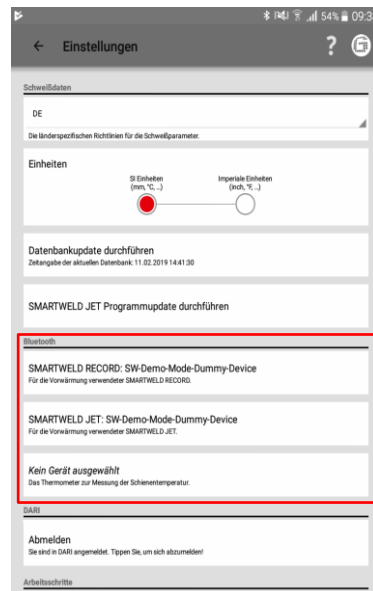 54% 09:3
Einstellungen ?
Schweißdaten
DE
Die länderspezifischen Richtlinien für die Schweißparameter.
Einheiten
SI Einheiten Imperiale Einheiten
(mm, °C, ...) (inch, °F, ...)
Datenbankupdate durchführen
Zeitangabe der aktuellen Datenbank: 11.02.2019 14:41:30
SMARTWELD JET Programmupdate durchführen
Bluetooth
SMARTWELD RECORD: SW-Demo-Mode-Dummy-Device
Für die Vorwärmung verwendeter SMARTWELD RECORD.
SMARTWELD JET: SW-Demo-Mode-Dummy-Device
Für die Vorwärmung verwendeter SMARTWELD JET.
Kein Gerät ausgewählt
Das Thermometer zur Messung der Schienentemperatur.
DARI
Abmelden
Sie sind in DARI angemeldet. Tippen Sie, um sich abzumelden!
Arbeitsschritte